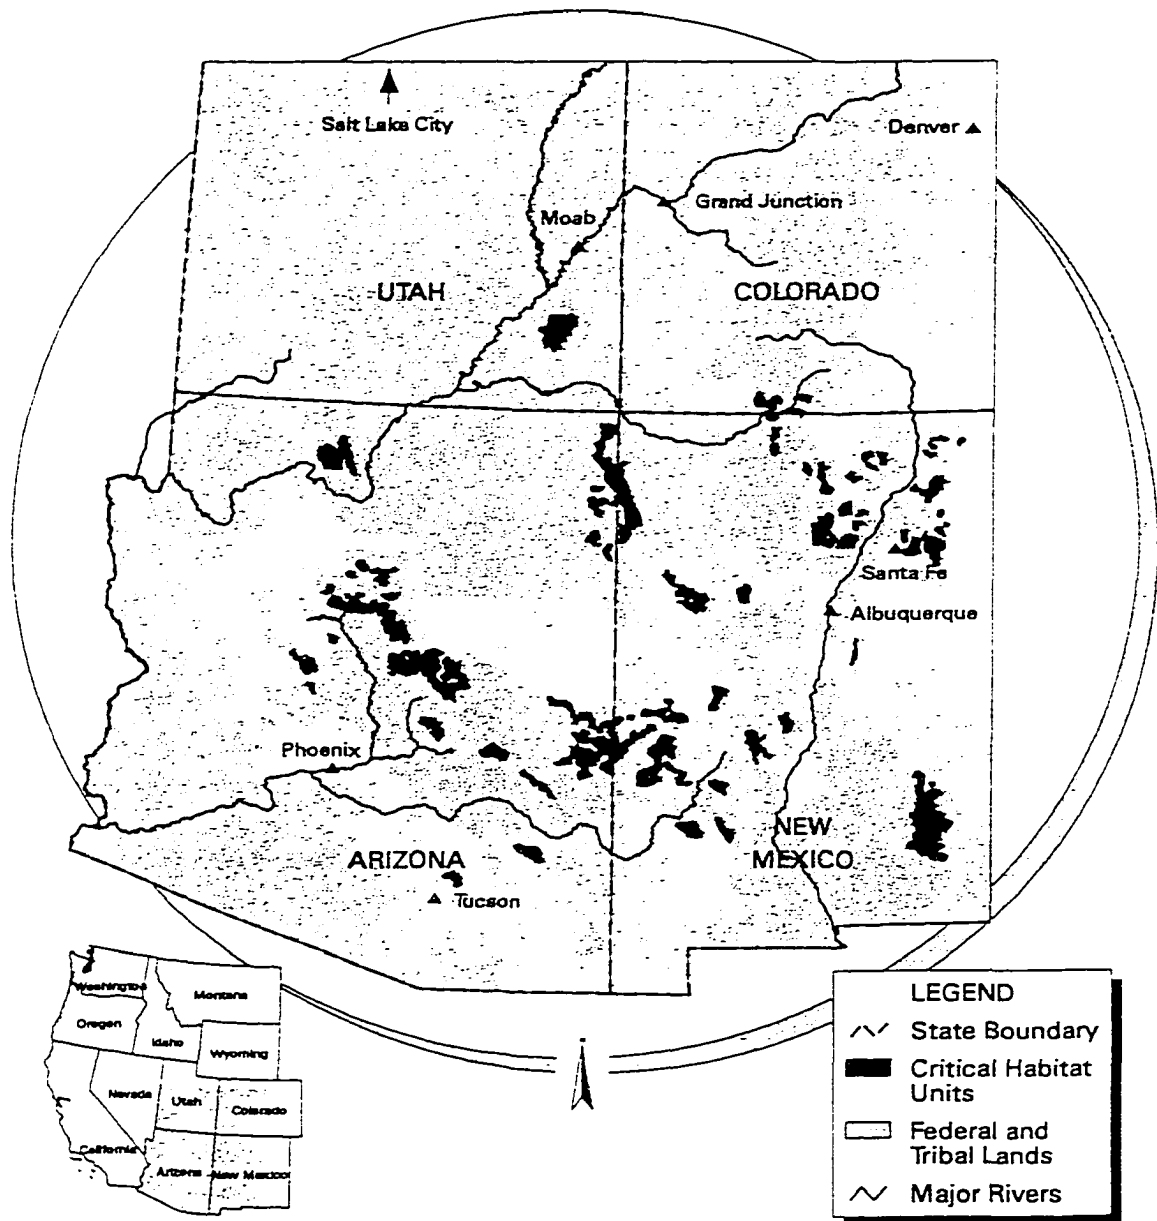 Salt Lake City
Denver
Grand Junction
Moab
UTAH
COLORADO
Santa Fe
Albuquerque
Phoenix
NEW
MEXICO
ARIZONA
Tucson
Washington
Montana
Oregon
Idaho
Wyoming
Nevada
Utah
Colorado
California
Arizona
New Mexico
LEGEND
State Boundary
Critical Habitat
Units
Federal and
Tribal Lands
Major Rivers